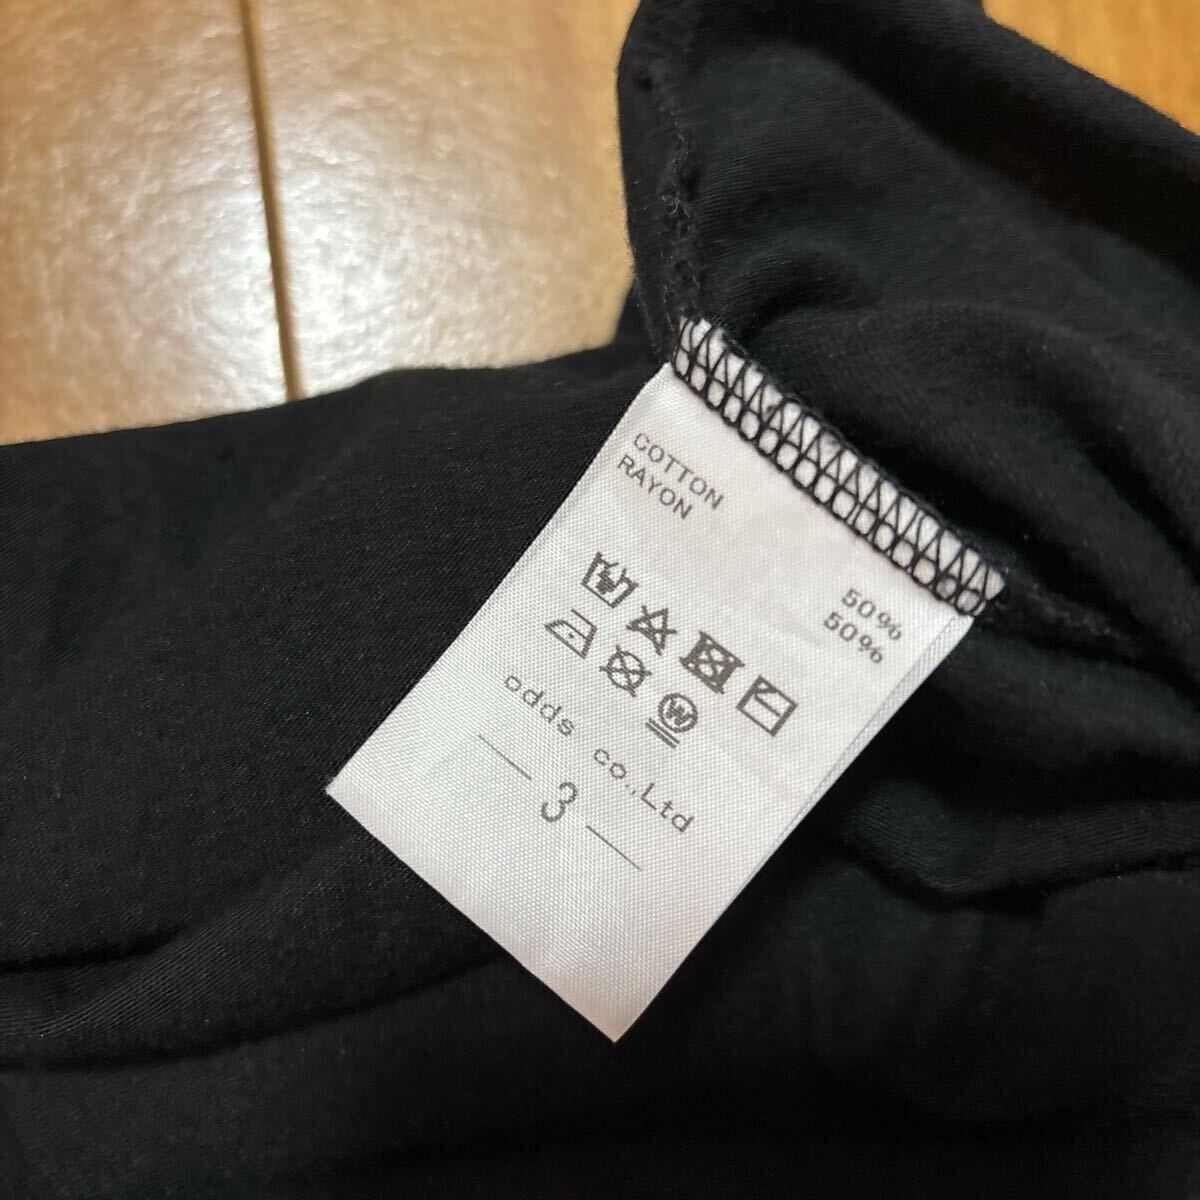 COTTON 50%
RAYON 50%
W
odds co.,Ltd
3